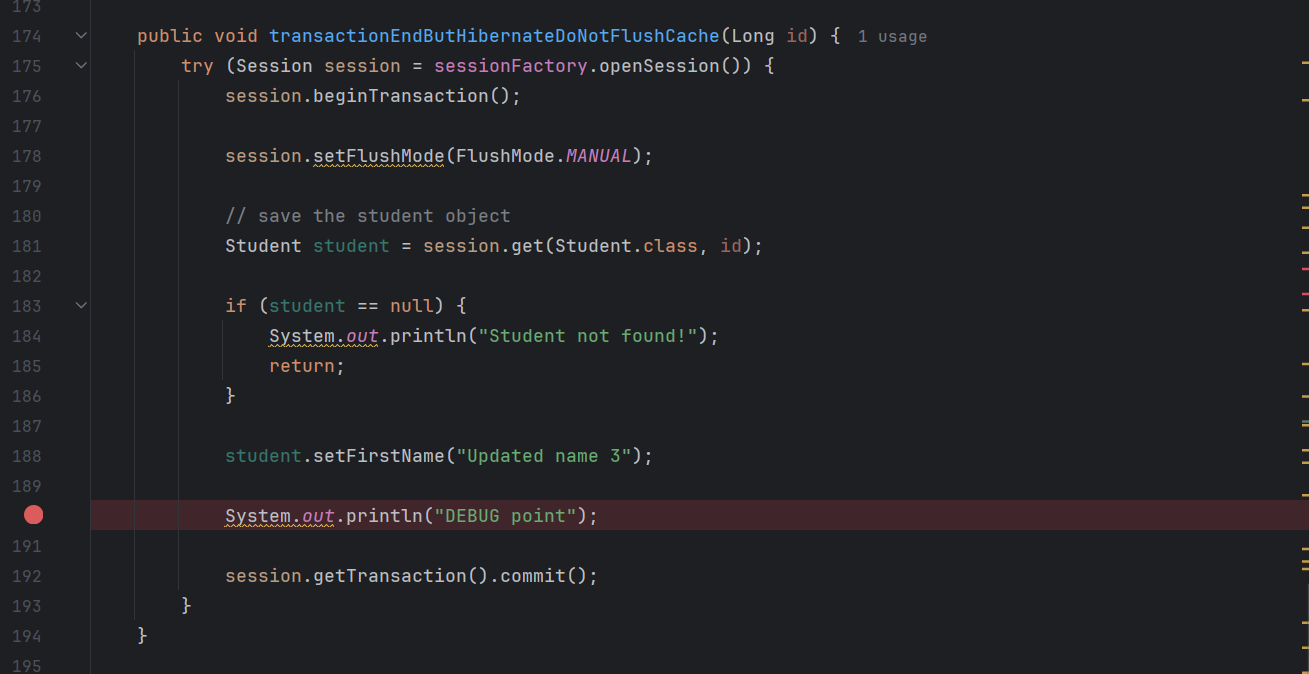 173
174 public void transactionEndButHibernateDoNotFlushCache(Long id) { 1 usage
175 try (Session session = sessionFactory.openSession()) {
176 session.beginTransaction();
177
178 session.setFlushMode(FlushMode.MANUAL);
179
180 // save the student object
181 Student student = session.get(Student.class, id);
182
183 if (student == null) {
184 System.out.println("Student not found!");
185 return;
186 }
187
188 student.setFirstName("Updated name 3");
189
System.out.println("DEBUG point");
191
192 session.getTransaction().commit();
193 }
194 }
195